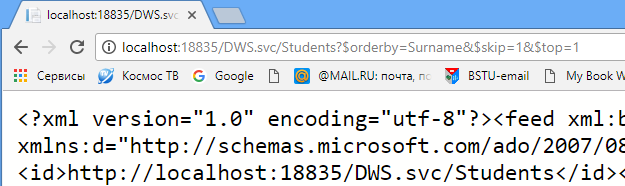 localhost:18835/DWS.svc/
localhost:18835/DWS.svc/Students?$orderby=Surname&$skip=1&$top=1
Сервисы Космос ТВ Google @MAIL.RU: почта, по BSTU-email My Book W
<?xml version="1.0" encoding="utf-8"?><feed xml:b
xmlns:d="http://schemas.microsoft.com/ado/2007/08
<id>http://localhost:18835/DWS.svc/Students</id><